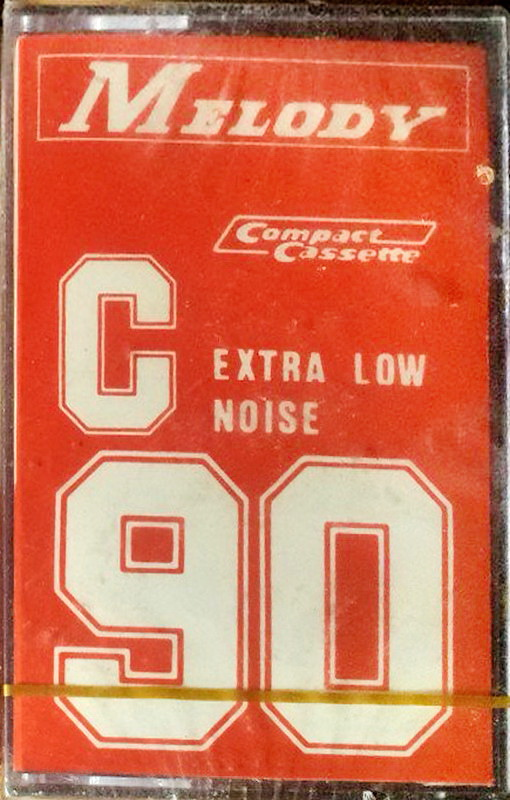 MELODY
Compact
Cassette
C
EXTRA LOW
NOISE
90